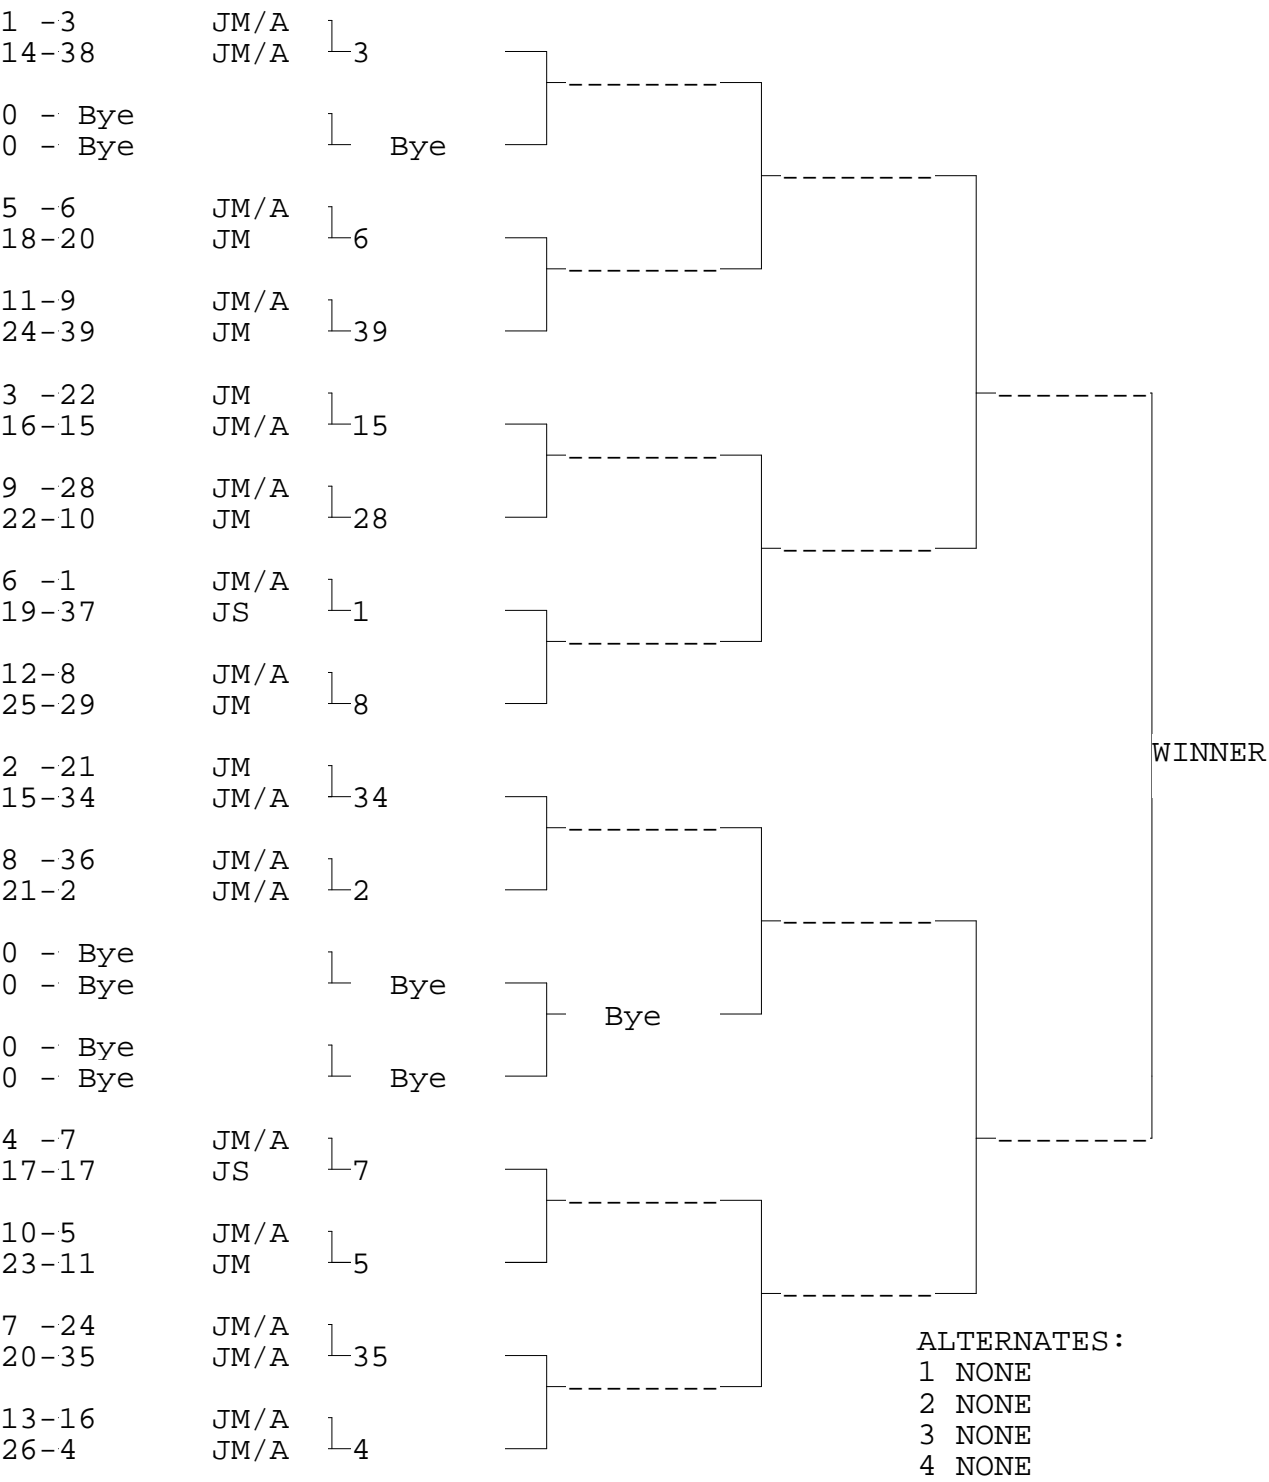 1 -3 JM/A
14-38 JM/A 3
0 - Bye
0 - Bye Bye
5 -6 JM/A
18-20 JM 6
11-9 JM/A
24-39 JM 39
3 -22 JM
16-15 JM/A 15
9 -28 JM/A
22-10 JM 28
6 -1 JM/A
19-37 JS 1
12-8 JM/A
25-29 JM 8
WINNER
2 -21 JM
15-34 JM/A 34
8 -36 JM/A
21-2 JM/A 2
0 - Bye
0 - Bye Bye
Bye
0 - Bye
0 - Bye Bye
4 -7 JM/A
17-17 JS 7
10-5 JM/A
23-11 JM 5
7 -24 JM/A
20-35 JM/A 35
13-16 JM/A
26-4 JM/A 4
ALTERNATES:
1 NONE
2 NONE
3 NONE
4 NONE